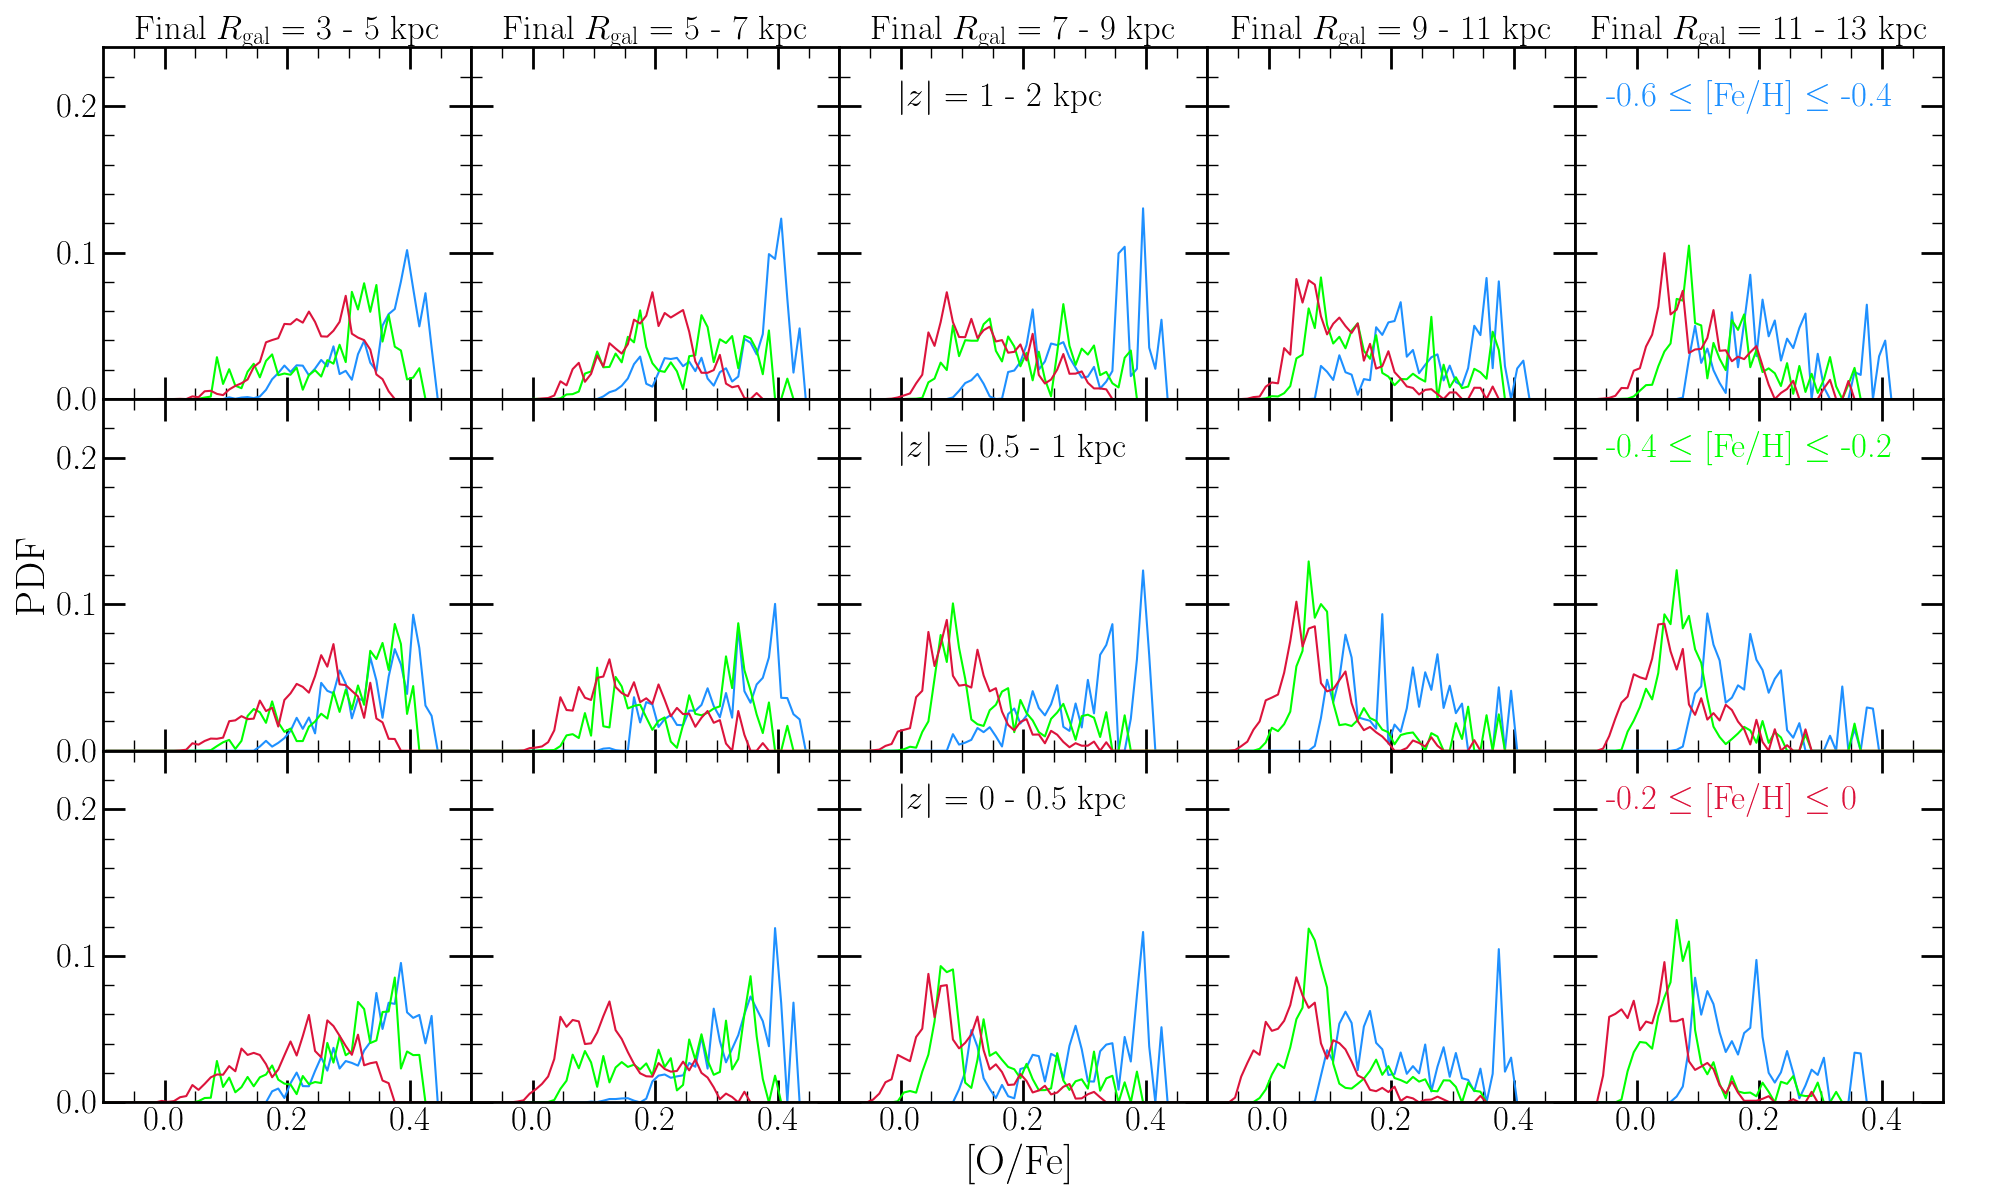 Final R_gal = 3 - 5 kpc
Final R_gal = 5 - 7 kpc
Final R_gal = 7 - 9 kpc
Final R_gal = 9 - 11 kpc
Final R_gal = 11 - 13 kpc
|z| = 1 - 2 kpc
-0.6 ≤ [Fe/H] ≤ -0.4
0.2
0.1
0.0
|z| = 0.5 - 1 kpc
-0.4 ≤ [Fe/H] ≤ -0.2
0.2
0.1
0.0
PDF
|z| = 0 - 0.5 kpc
-0.2 ≤ [Fe/H] ≤ 0
0.2
0.1
0.0
0.0 0.2 0.4
0.0 0.2 0.4
0.0 0.2 0.4
0.0 0.2 0.4
0.0 0.2 0.4
[O/Fe]